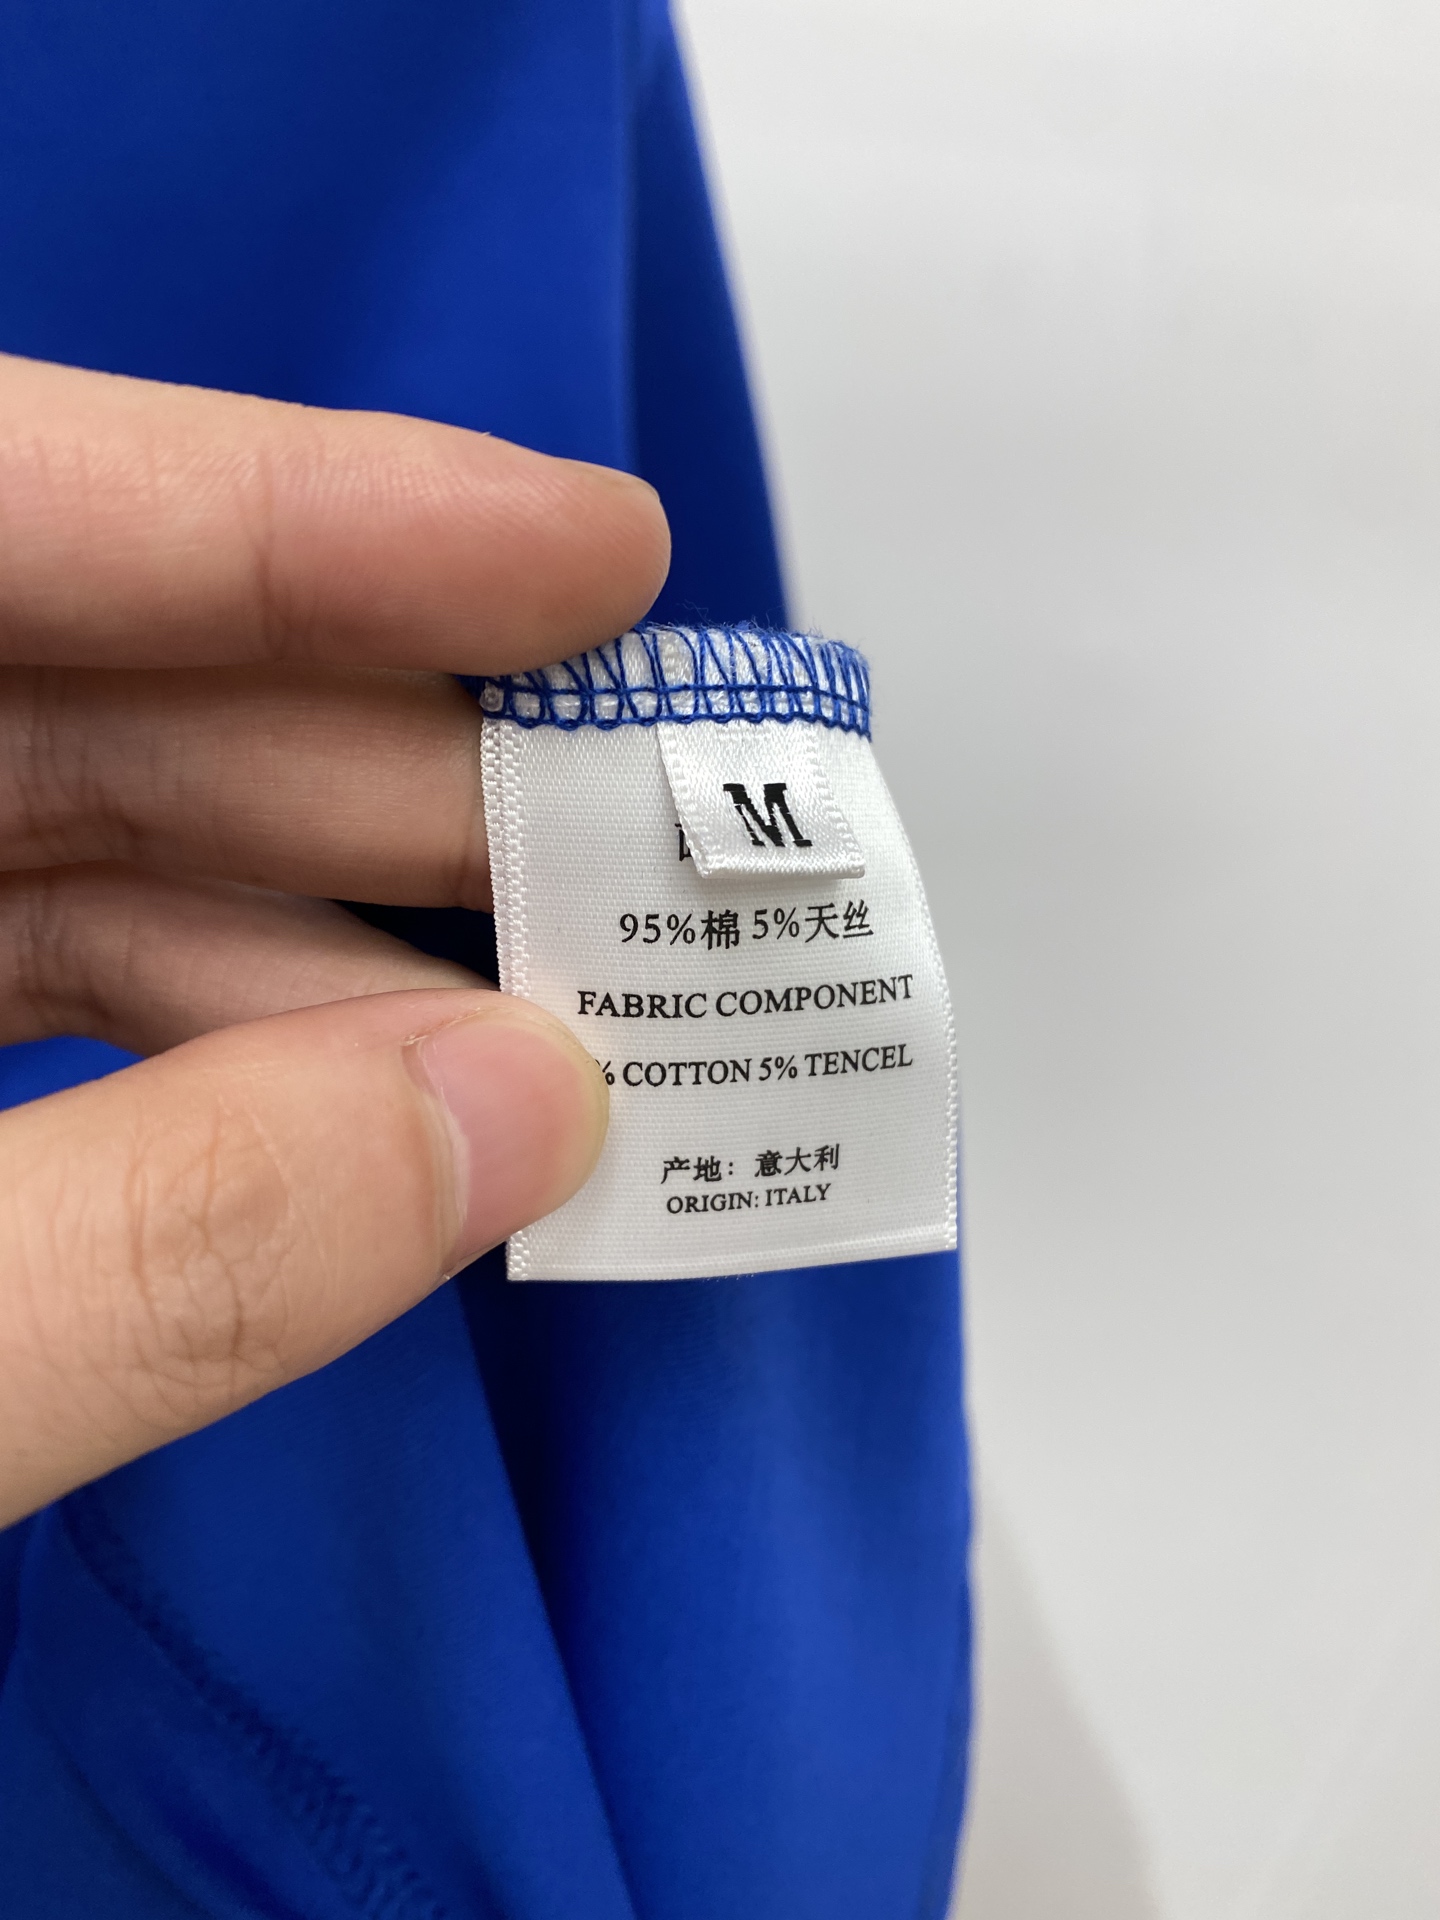 M
95%棉 5%天丝
FABRIC COMPONENT
% COTTON 5% TENCEL
产地：意大利
ORIGIN: ITALY